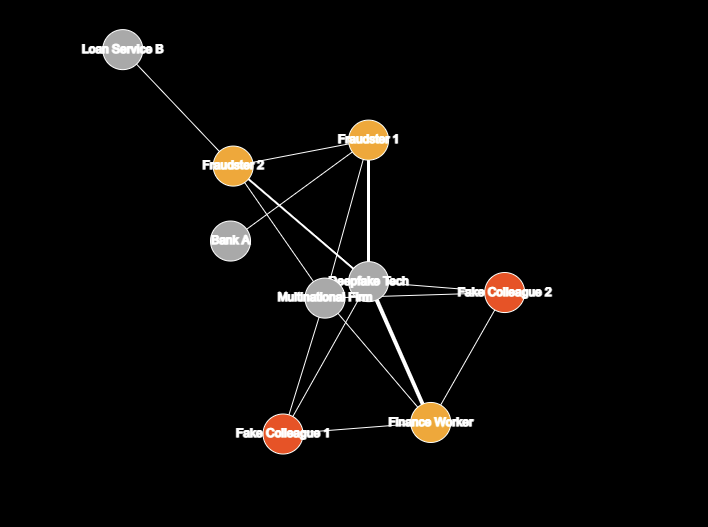 Loan Service B
Fraudster 1
Fraudster 2
Bank A
Deepfake Tech
Multinational Firm
Fake Colleague 2
Finance Worker
Fake Colleague 1